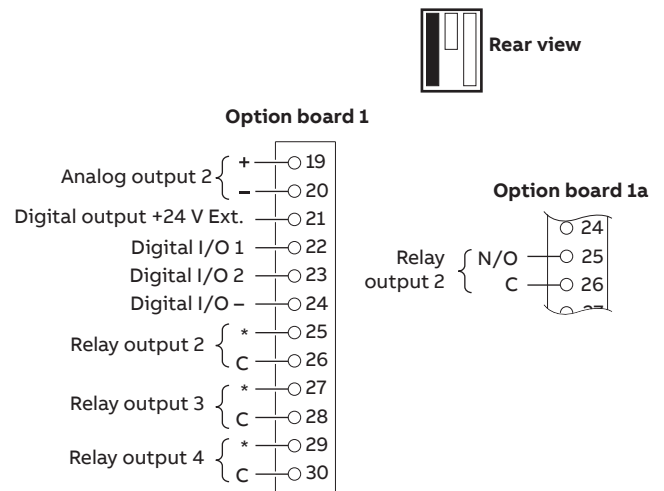 Rear view
Option board 1
Analog output 2 + 19
– 20
Digital output +24 V Ext. 21
Digital I/O 1 22
Digital I/O 2 23
Digital I/O – 24
Relay output 2 * 25
C 26
Relay output 3 * 27
C 28
Relay output 4 * 29
C 30
Option board 1a
24
Relay output 2 N/O 25
C 26
27